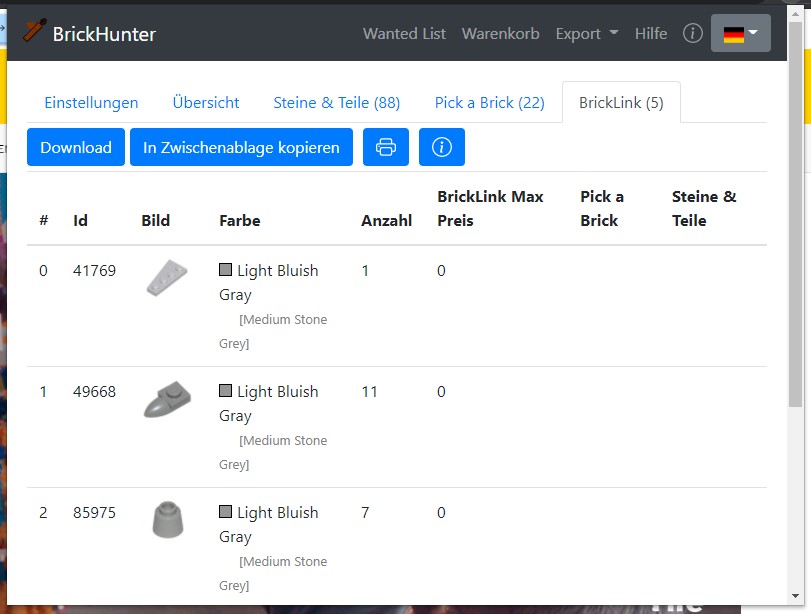 BrickHunter
Wanted List Warenkorb Export Hilfe
Einstellungen Übersicht Steine & Teile (88) Pick a Brick (22) BrickLink (5)
Download In Zwischenablage kopieren
# Id Bild Farbe Anzahl BrickLink Max Preis Pick a Brick Steine & Teile
0 41769 Light Bluish Gray 1 0
[Medium Stone Grey]
1 49668 Light Bluish Gray 11 0
[Medium Stone Grey]
2 85975 Light Bluish Gray 7 0
[Medium Stone Grey]